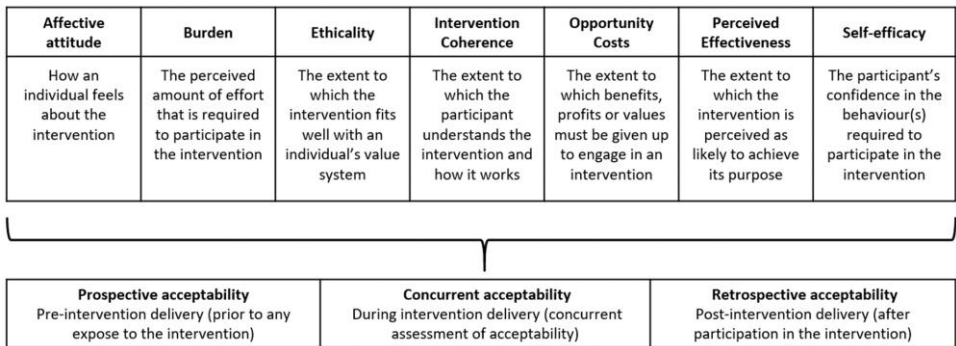 Affective
attitude
Burden
Ethicality
Intervention
Coherence
Opportunity
Costs
Perceived
Effectiveness
Self-efficacy
How an
individual feels
about the
intervention
The perceived
amount of effort
that is required
to participate in
the intervention
The extent to
which the
intervention fits
well with an
individual’s value
system
The extent to
which the
participant
understands the
intervention and
how it works
The extent to
which benefits,
profits or values
must be given up
to engage in an
intervention
The extent to
which the
intervention is
perceived as
likely to achieve
its purpose
The participant’s
confidence in the
behaviour(s)
required to
participate in the
intervention
Prospective acceptability
Pre-intervention delivery (prior to any
expose to the intervention)
Concurrent acceptability
During intervention delivery (concurrent
assessment of acceptability)
Retrospective acceptability
Post-intervention delivery (after
participation in the intervention)